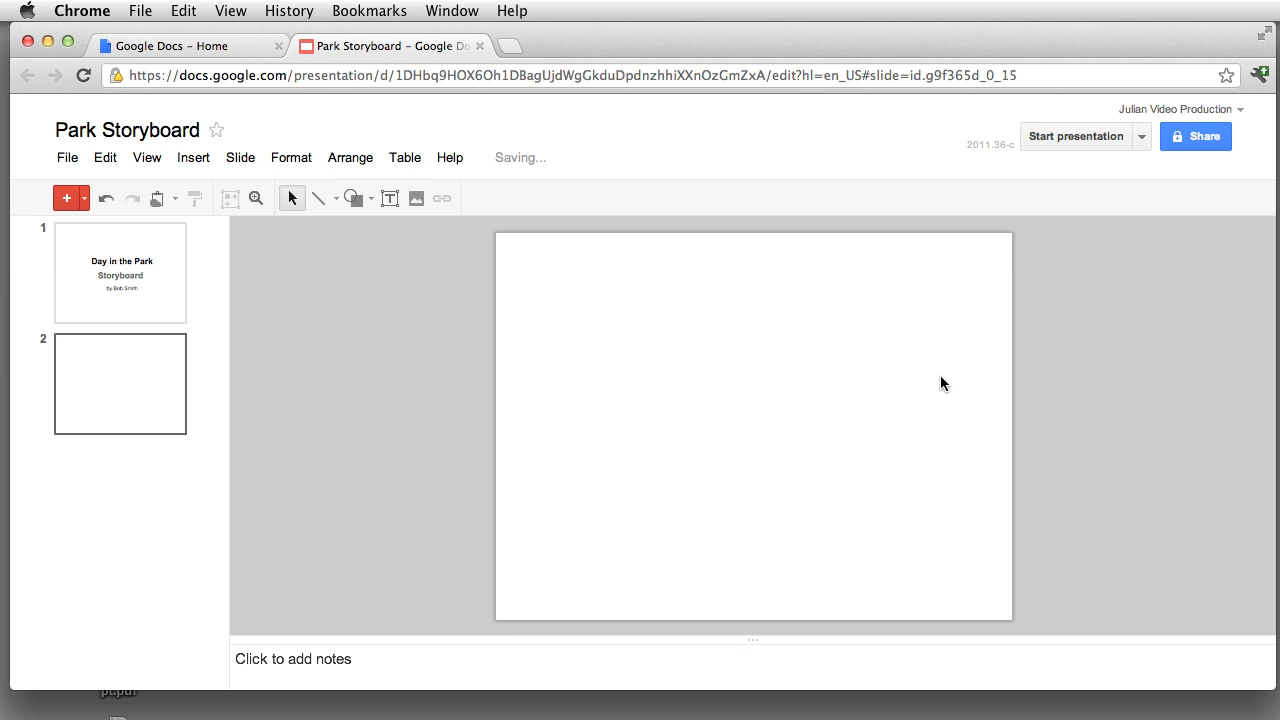 Chrome File Edit View History Bookmarks Window Help
Google Docs – Home
Park Storyboard – Google Do
https://docs.google.com/presentation/d/1DHbq9HOX6Oh1DBagUjdWgGkduDpdnzhhiXXnOzGmZxA/edit?hl=en_US#slide=id.g9f365d_0_15
Julian Video Production
Park Storyboard
2011.36-c
Start presentation
Share
File Edit View Insert Slide Format Arrange Table Help Saving...
1
Day in the Park
Storyboard
by Bob Smith
2
Click to add notes
pt.pdf